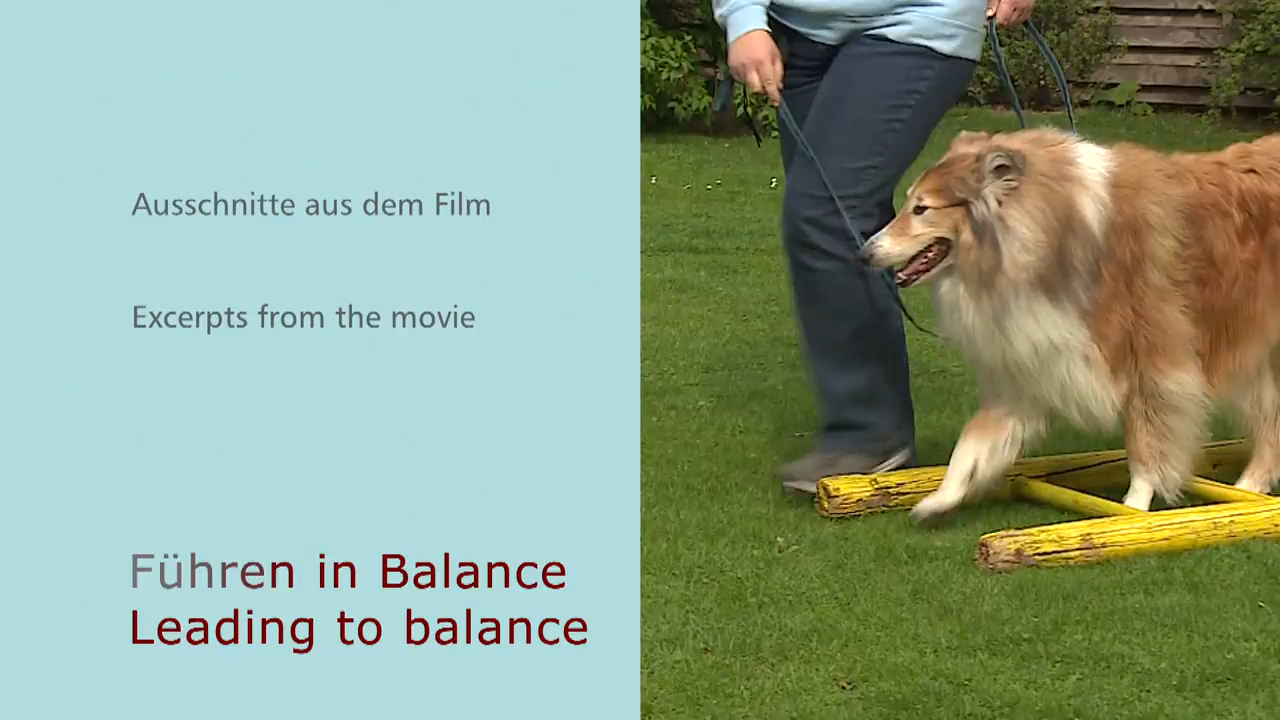 Ausschnitte aus dem Film
Excerpts from the movie
Führen in Balance
Leading to balance